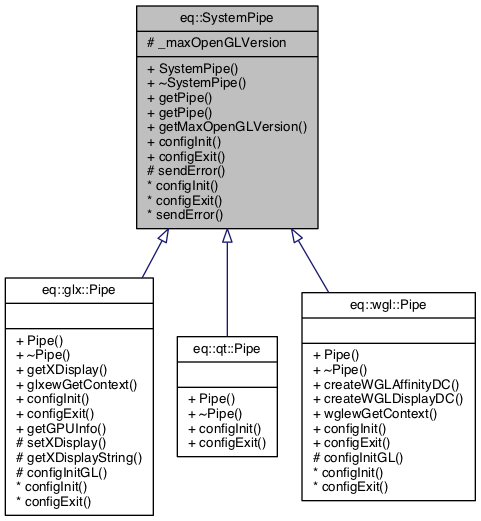 eq::SystemPipe
# _maxOpenGLVersion
+ SystemPipe()
+ ~SystemPipe()
+ getPipe()
+ getPipe()
+ getMaxOpenGLVersion()
+ configInit()
+ configExit()
# sendError()
* configInit()
* configExit()
* sendError()
eq::glx::Pipe
+ Pipe()
+ ~Pipe()
+ getXDisplay()
+ glxewGetContext()
+ configInit()
+ configExit()
+ getGPUInfo()
# setXDisplay()
# getXDisplayString()
# configInitGL()
* configInit()
* configExit()
eq::qt::Pipe
+ Pipe()
+ ~Pipe()
+ configInit()
+ configExit()
eq::wgl::Pipe
+ Pipe()
+ ~Pipe()
+ createWGLAffinityDC()
+ createWGLDisplayDC()
+ wglewGetContext()
+ configInit()
+ configExit()
# configInitGL()
* configInit()
* configExit()